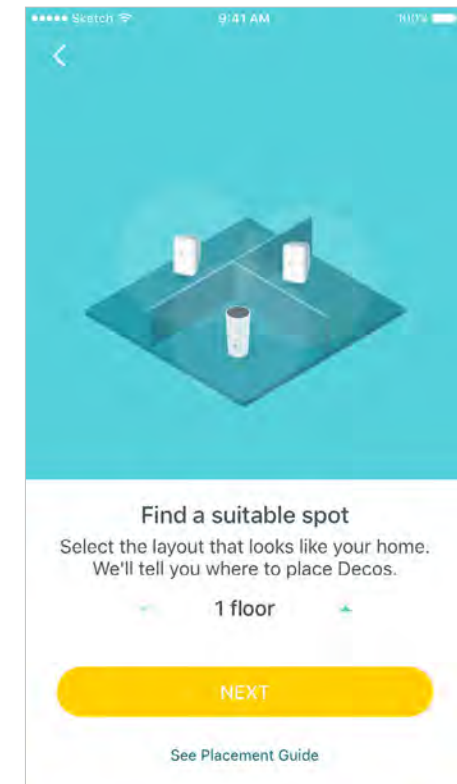 Sketch 9:41 AM 100%
Find a suitable spot
Select the layout that looks like your home.
We'll tell you where to place Decos.
1 floor
NEXT
See Placement Guide